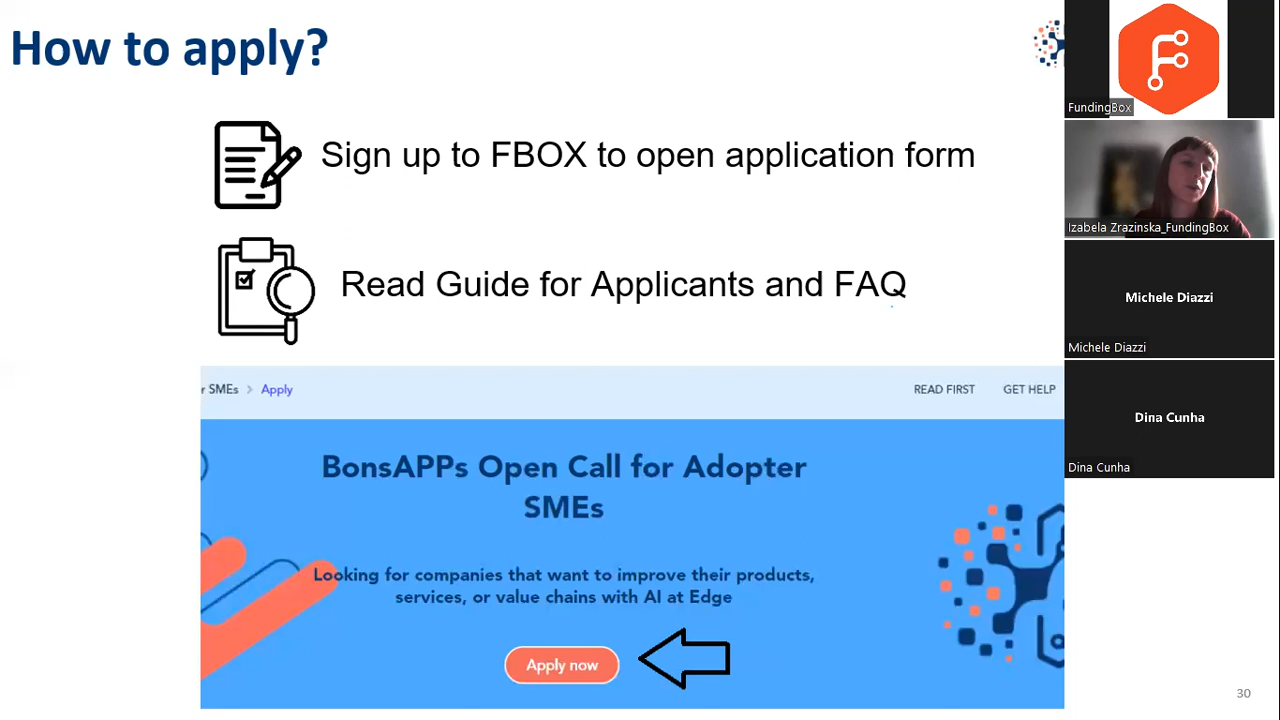 How to apply?
Sign up to FBOX to open application form
Read Guide for Applicants and FAQ
r SMEs > Apply
READ FIRST
GET HELP
BonsAPPs Open Call for Adopter
SMEs
Looking for companies that want to improve their products,
services, or value chains with AI at Edge
Apply now
30
FundingBox
Izabela Zrazinska_FundingBox
Michele Diazzi
Michele Diazzi
Dina Cunha
Dina Cunha